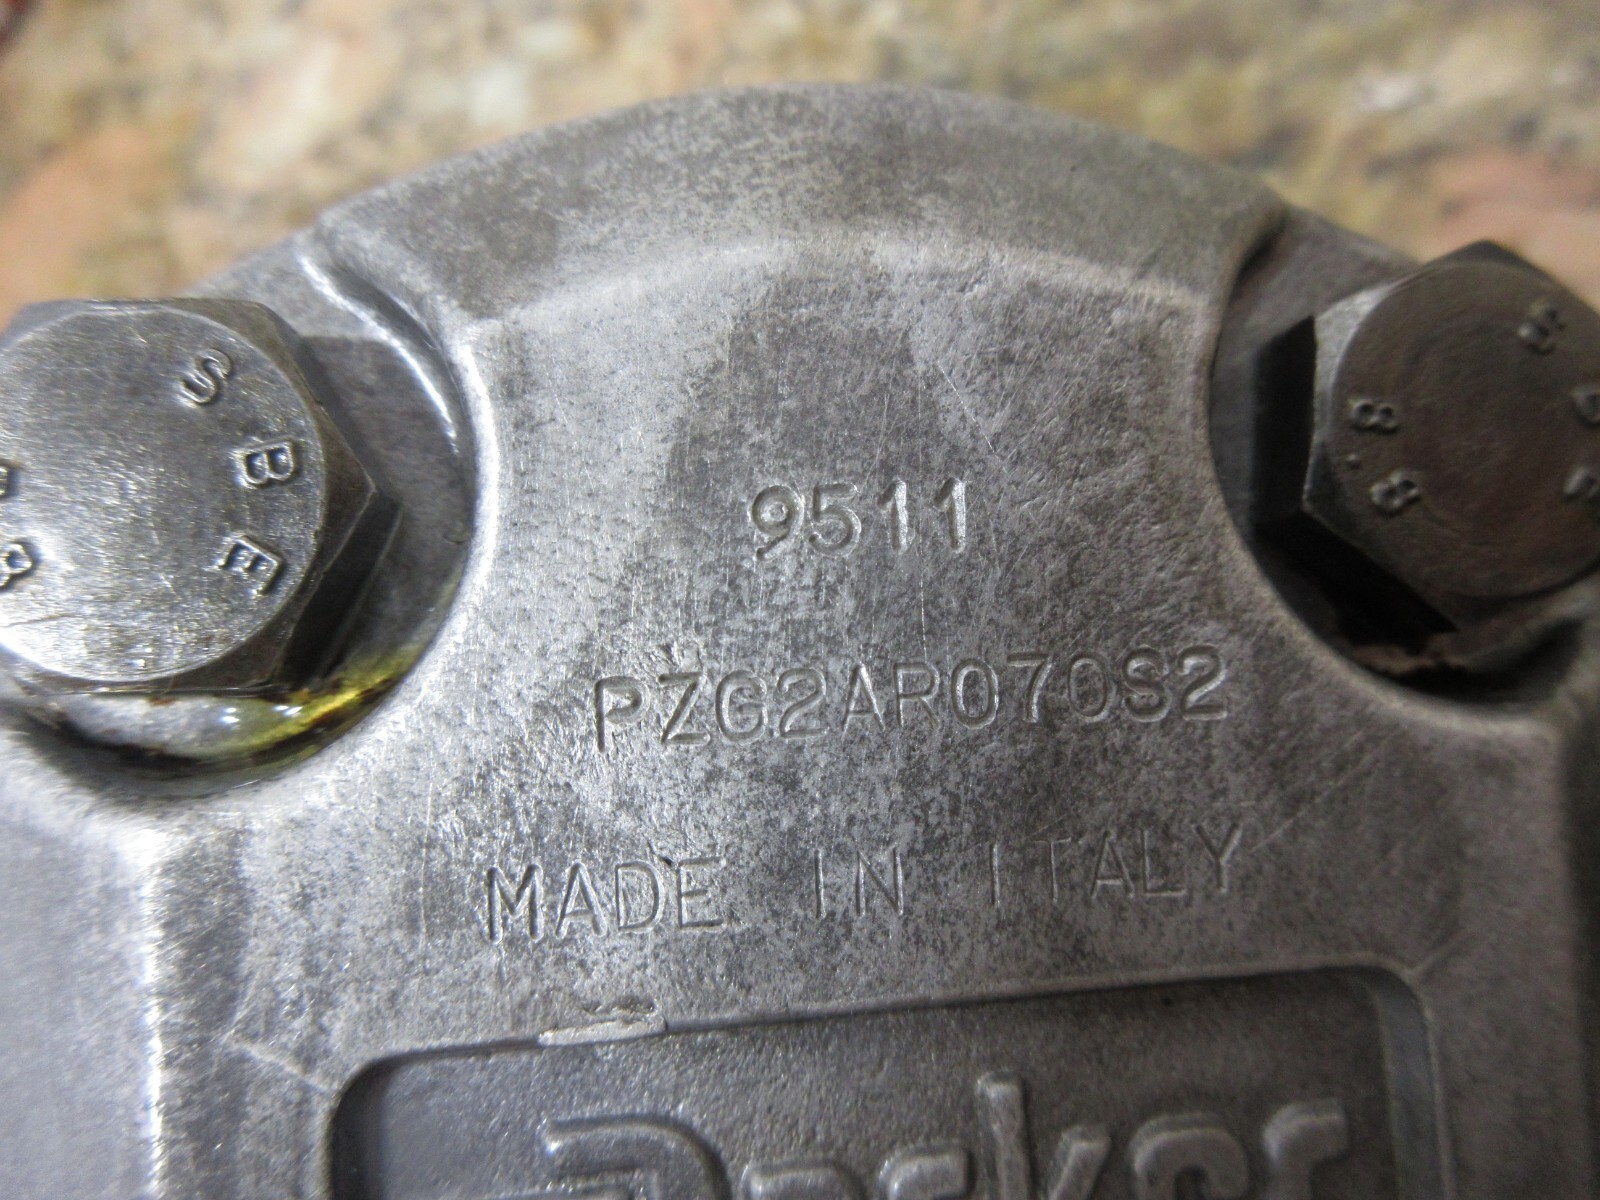 SBE
8.8
9511
PZG2AR070S2
MADE IN ITALY
Parker